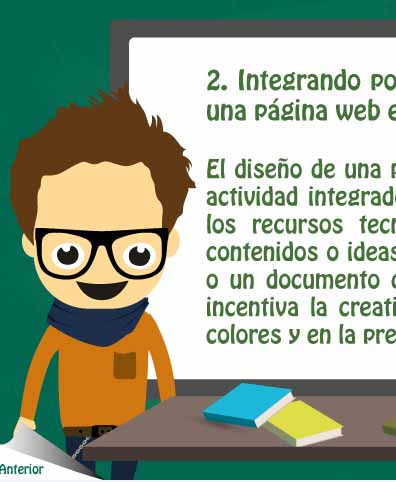 2. Integrando po
una página web e
El diseño de una p
actividad integrado
los recursos tecn
contenidos o ideas
o un documento d
incentiva la creati
colores y en la pre
Anterior